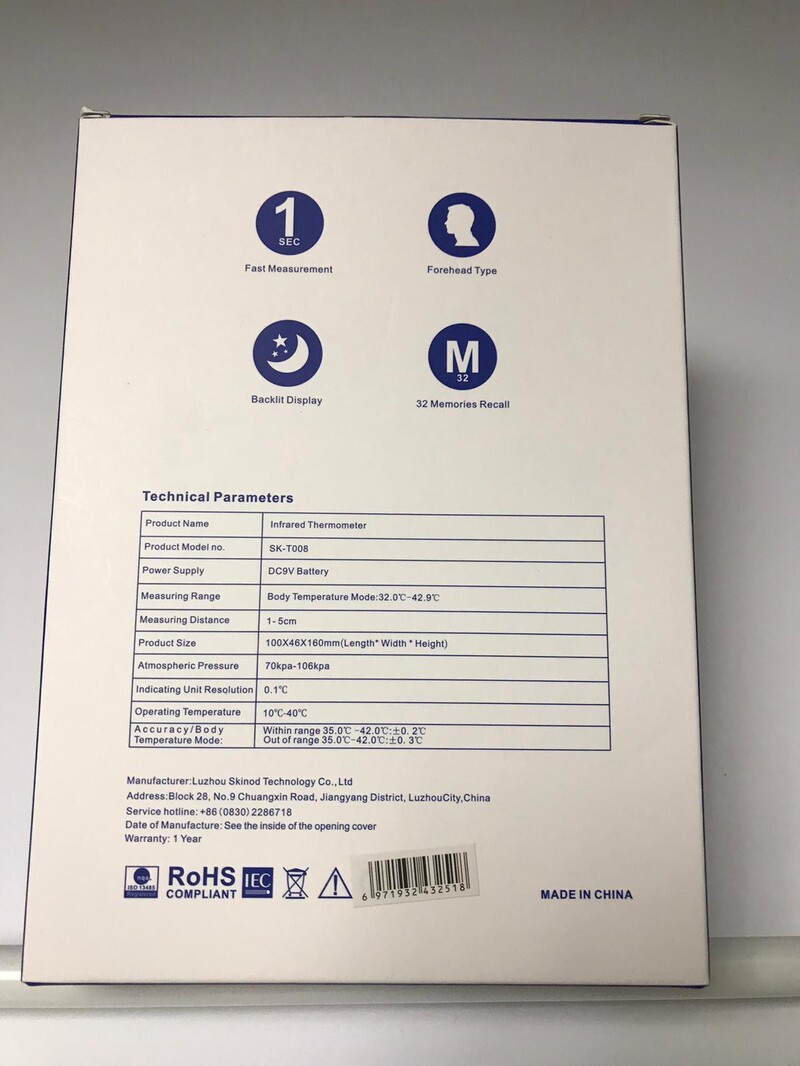 1
SEC
Fast Measurement
Forehead Type
Backlit Display
M
32
32 Memories Recall
Technical Parameters
Product Name Infrared Thermometer
Product Model no. SK-T008
Power Supply DC9V Battery
Measuring Range Body Temperature Mode:32.0℃-42.9℃
Measuring Distance 1-5cm
Product Size 100X46X160mm(Length* Width * Height)
Atmospheric Pressure 70kpa-106kpa
Indicating Unit Resolution 0.1℃
Operating Temperature 10℃-40℃
Accuracy/Body Within range 35.0℃ -42.0℃:±0. 2℃
Temperature Mode: Out of range 35.0℃-42.0℃:±0. 3℃
Manufacturer:Luzhou Skinod Technology Co.,Ltd
Address:Block 28, No.9 Chuangxin Road, Jiangyang District, LuzhouCity,China
Service hotline: +86 (0830) 2286718
Date of Manufacture: See the inside of the opening cover
Warranty: 1 Year
nqa.
ISO 13485
Registered
RoHS
COMPLIANT
IEC
6 971932 432518
MADE IN CHINA